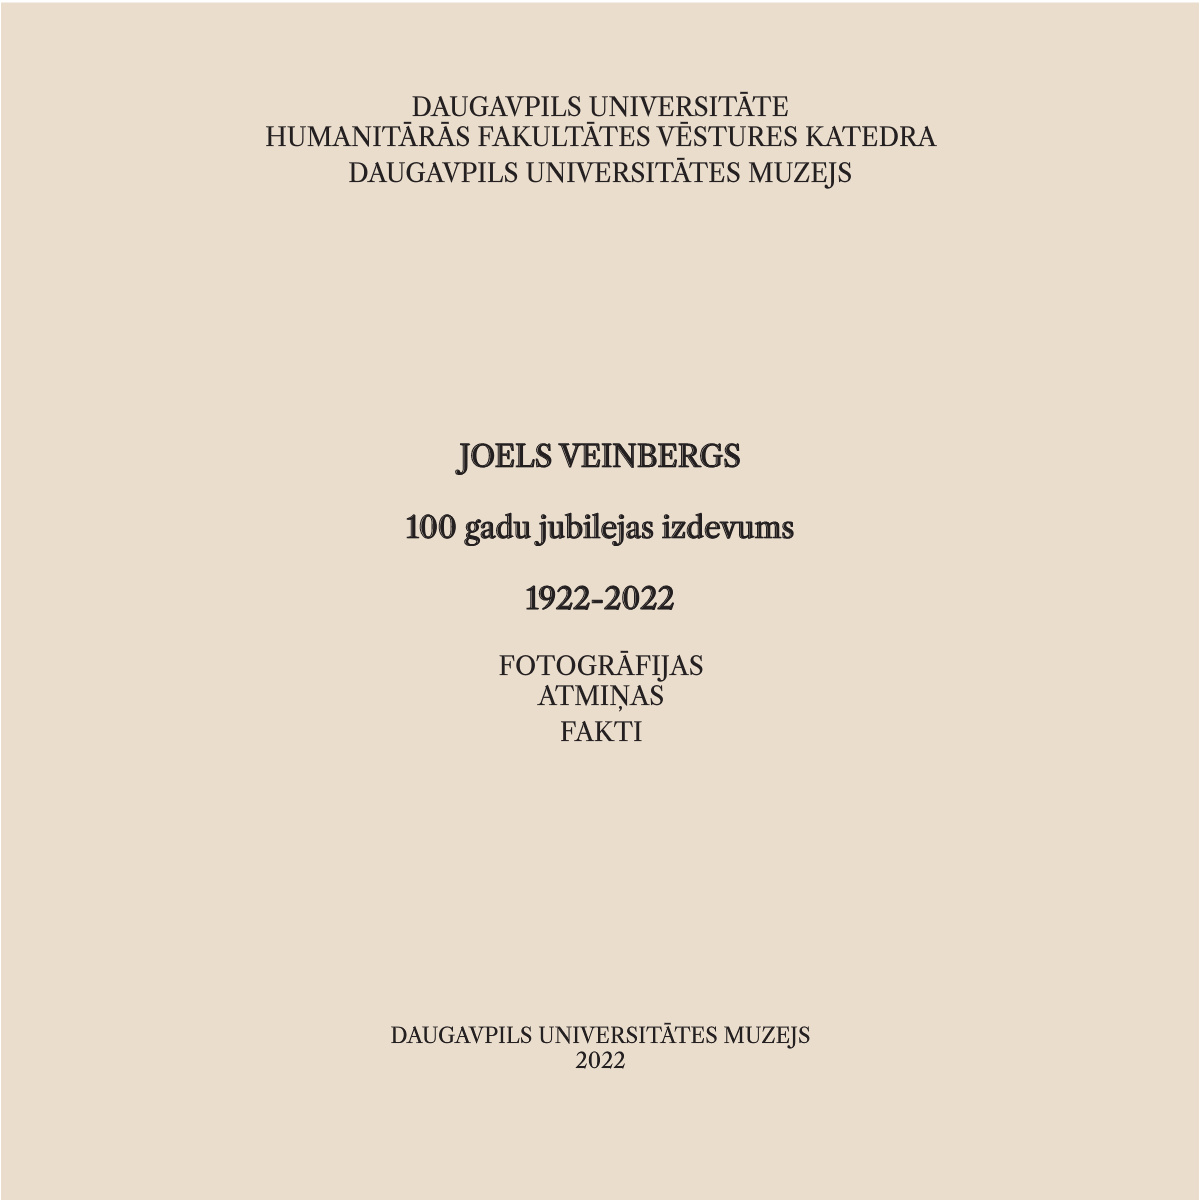 DAUGAVPILS UNIVERSITĀTE
HUMANITĀRĀS FAKULTĀTES VĒSTURES KATEDRA
DAUGAVPILS UNIVERSITĀTES MUZEJS
JOELS VEINBERGS
100 gadu jubilejas izdevums
1922–2022
FOTOGRĀFIJAS
ATMIŅAS
FAKTI
DAUGAVPILS UNIVERSITĀTES MUZEJS
2022